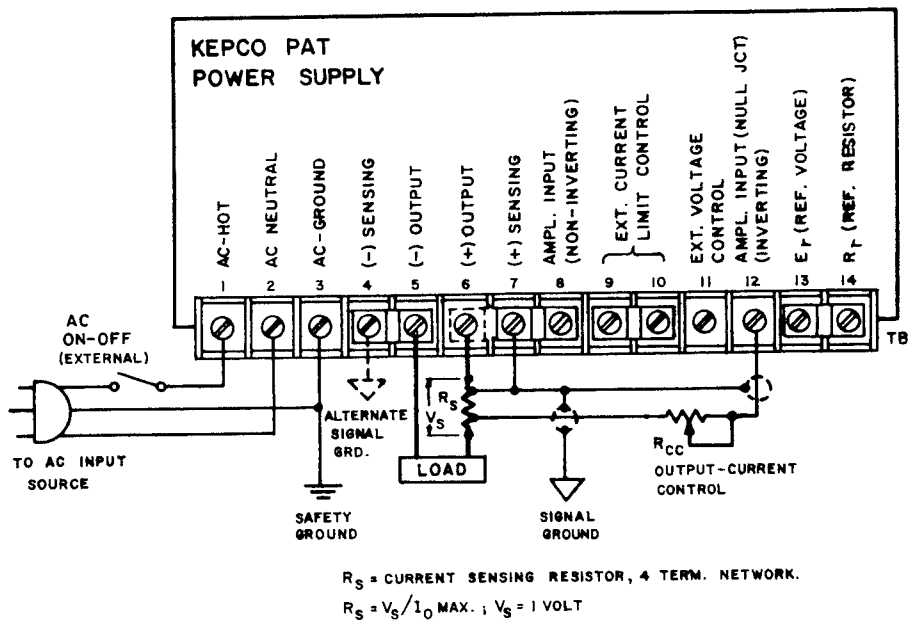 KEPCO PAT
POWER SUPPLY
AC-HOT
AC NEUTRAL
AC-GROUND
(-) SENSING
(-) OUTPUT
(+) OUTPUT
(+) SENSING
AMPL. INPUT
(NON-INVERTING)
EXT. CURRENT
LIMIT CONTROL
EXT. VOLTAGE
CONTROL
AMPL. INPUT (NULL JCT)
(INVERTING)
Er (REF. VOLTAGE)
Rr (REF. RESISTOR)
1 2 3 4 5 6 7 8 9 10 11 12 13 14
TB
AC
ON-OFF
(EXTERNAL)
TO AC INPUT
SOURCE
ALTERNATE
SIGNAL
GRD.
RS
VS
LOAD
RCC
OUTPUT-CURRENT
CONTROL
SAFETY
GROUND
SIGNAL
GROUND
RS = CURRENT SENSING RESISTOR, 4 TERM. NETWORK.
RS = VS/IO MAX. ; VS = 1 VOLT